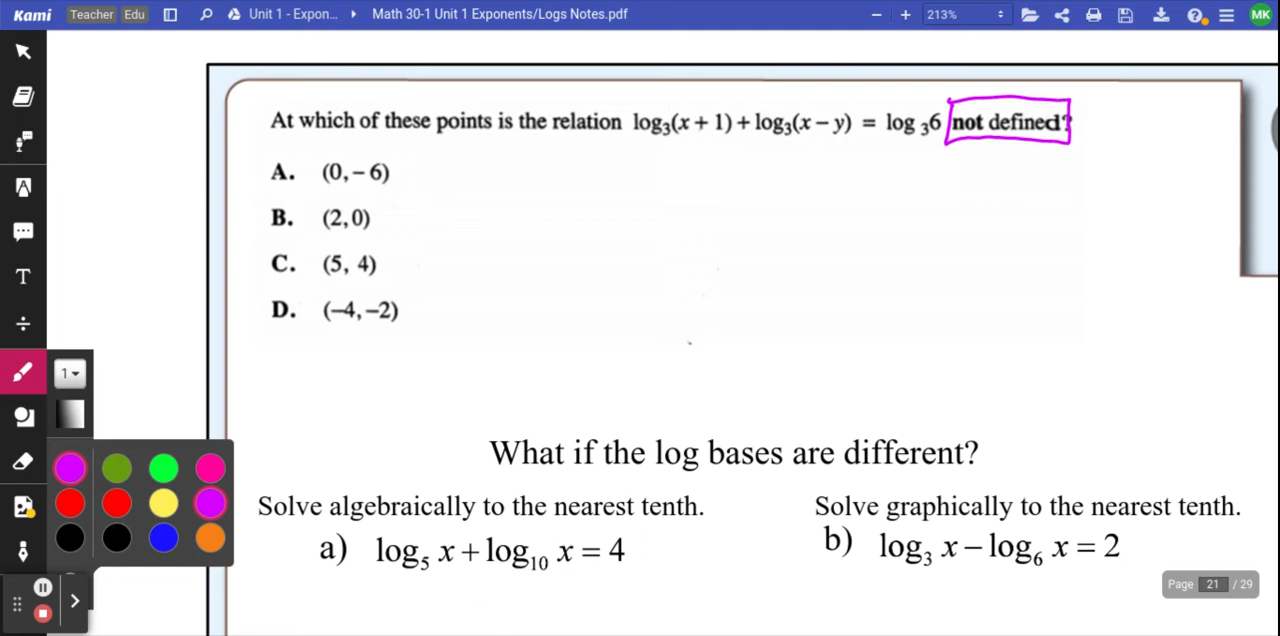 Kami Teacher Edu Unit 1 - Expon... Math 30-1 Unit 1 Exponents/Logs Notes.pdf 213% MK
At which of these points is the relation log₃(x + 1) + log₃(x – y) = log ₃6 not defined?
A. (0, – 6)
B. (2, 0)
C. (5, 4)
D. (–4, –2)
1
What if the log bases are different?
Solve algebraically to the nearest tenth.
a) log₅ x + log₁₀ x = 4
Solve graphically to the nearest tenth.
b) log₃ x – log₆ x = 2
Page 21 / 29